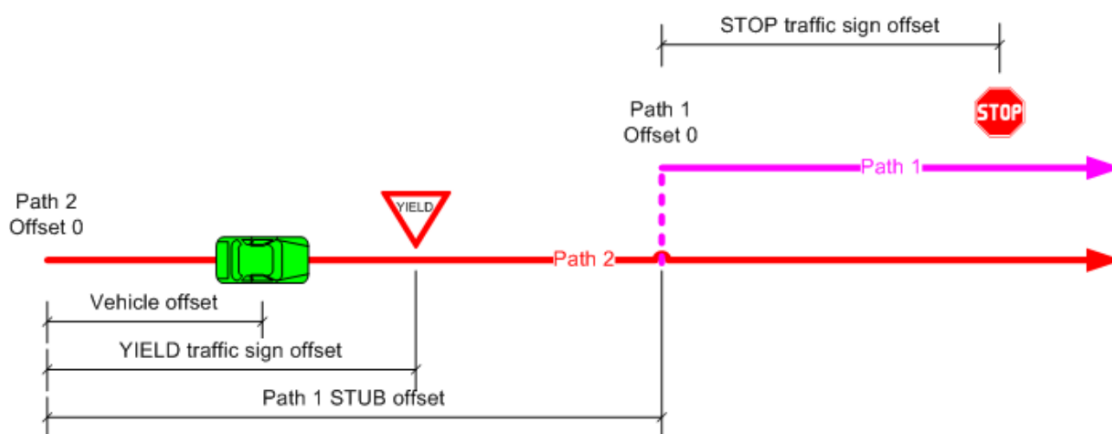 STOP traffic sign offset
Path 1
Offset 0
STOP
Path 1
Path 2
Offset 0
YIELD
Path 2
Vehicle offset
YIELD traffic sign offset
Path 1 STUB offset